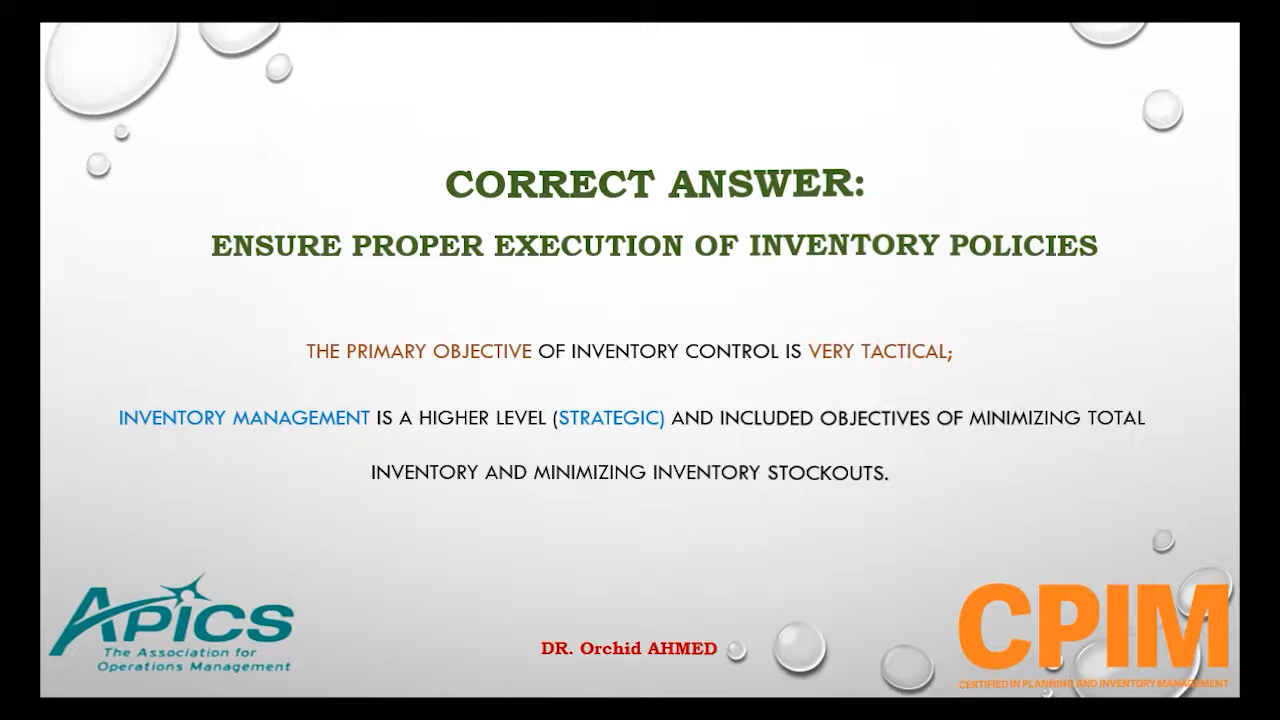 CORRECT ANSWER:
ENSURE PROPER EXECUTION OF INVENTORY POLICIES
THE PRIMARY OBJECTIVE OF INVENTORY CONTROL IS VERY TACTICAL;
INVENTORY MANAGEMENT IS A HIGHER LEVEL (STRATEGIC) AND INCLUDED OBJECTIVES OF MINIMIZING TOTAL
INVENTORY AND MINIMIZING INVENTORY STOCKOUTS.
APICS
The Association for
Operations Management
DR. Orchid AHMED
CPIM
CERTIFIED IN PLANNING AND INVENTORY MANAGEMENT